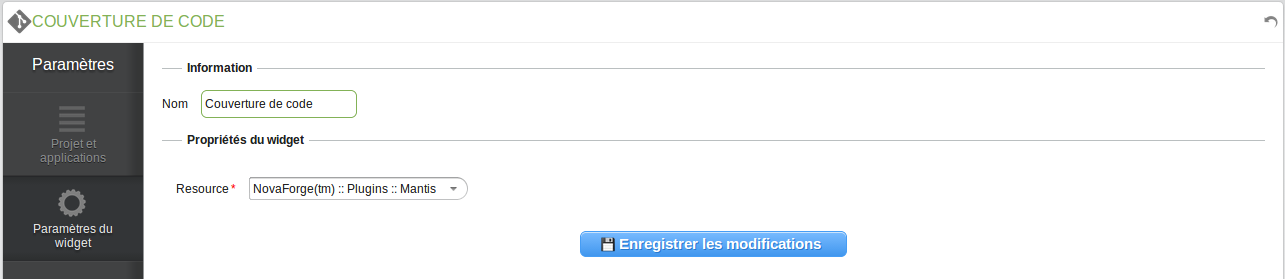 COUVERTURE DE CODE
Paramètres
Projet et
applications
Paramètres du
widget
Information
Nom Couverture de code
Propriétés du widget
Resource* NovaForge(tm) :: Plugins :: Mantis
Enregistrer les modifications